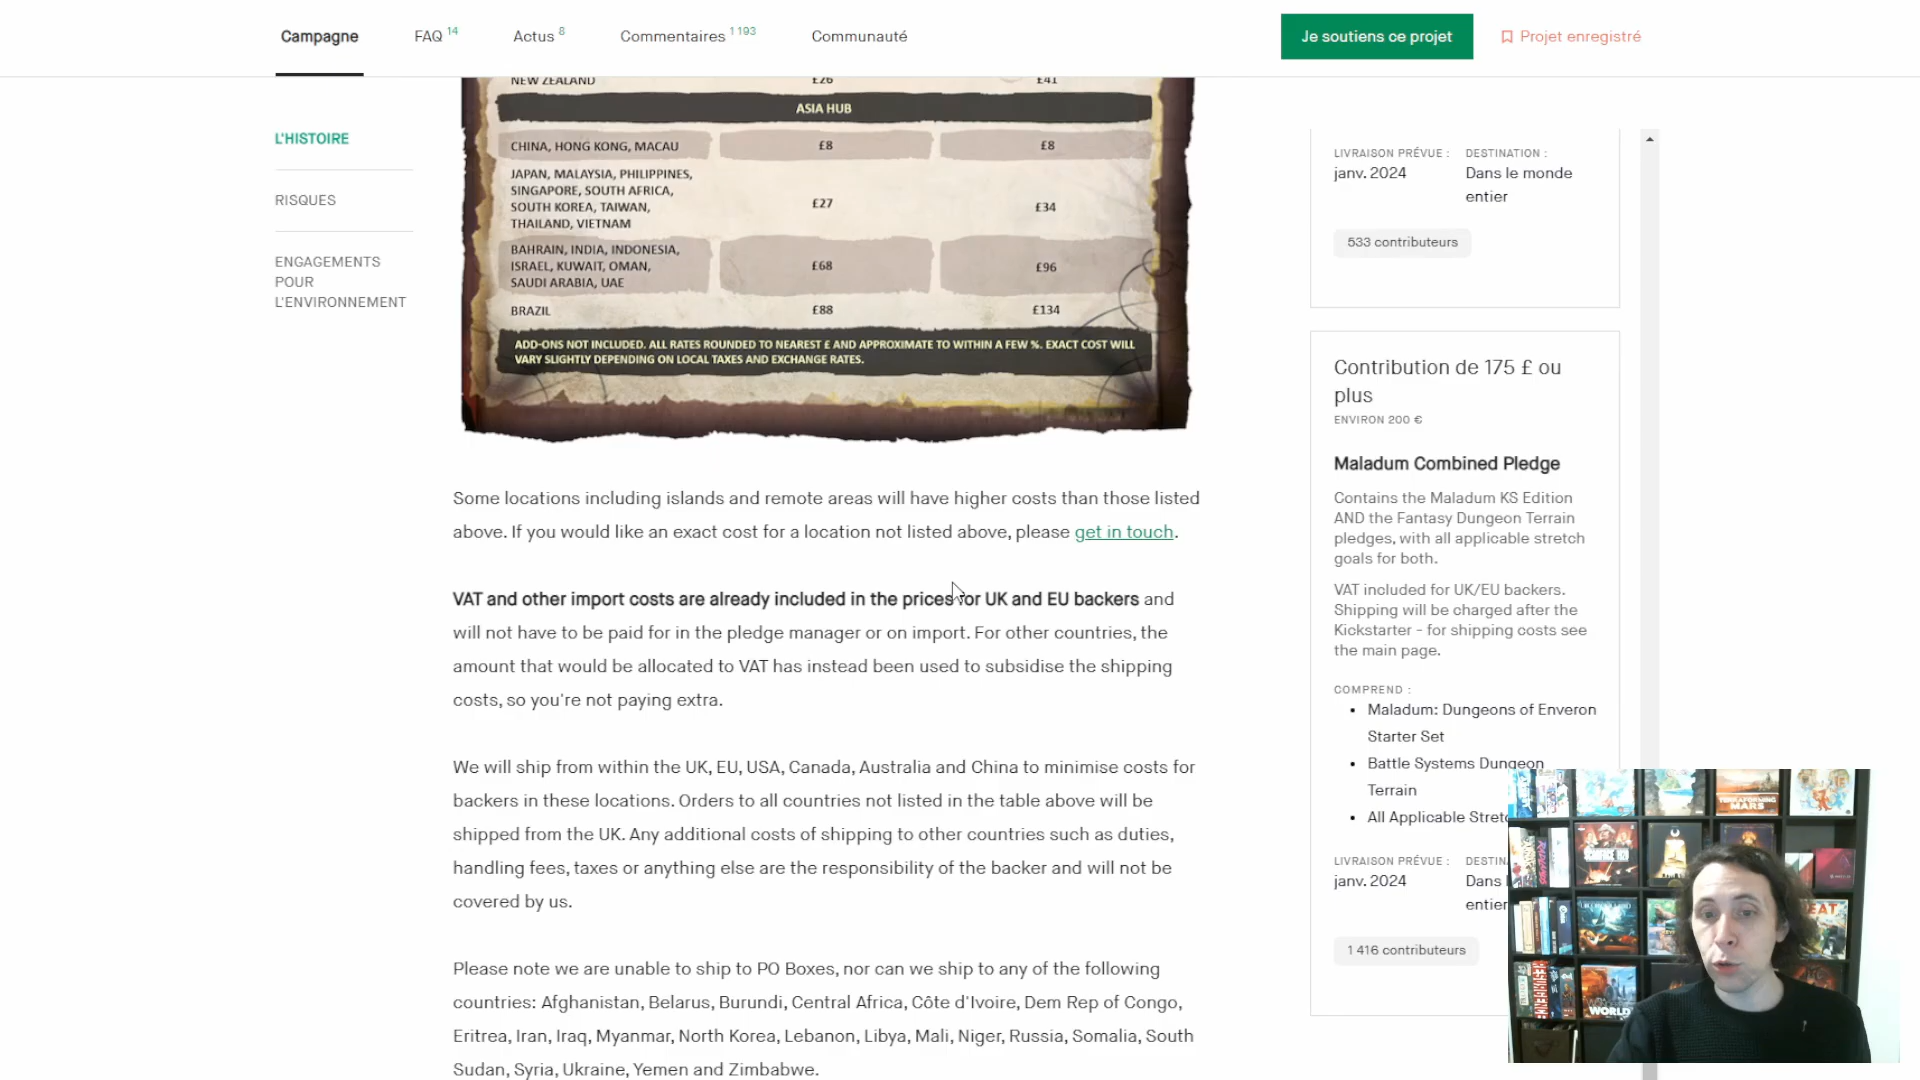 Campagne
FAQ 14
Actus 8
Commentaires 1 193
Communauté
Je soutiens ce projet
Projet enregistré
L'HISTOIRE
RISQUES
ENGAGEMENTS
POUR
L'ENVIRONNEMENT
NEW ZEALAND £26 £41
ASIA HUB
CHINA, HONG KONG, MACAU £8 £8
JAPAN, MALAYSIA, PHILIPPINES,
SINGAPORE, SOUTH AFRICA,
SOUTH KOREA, TAIWAN,
THAILAND, VIETNAM
£27 £34
BAHRAIN, INDIA, INDONESIA,
ISRAEL, KUWAIT, OMAN,
SAUDI ARABIA, UAE
£68 £96
BRAZIL £88 £134
ADD-ONS NOT INCLUDED. ALL RATES ROUNDED TO NEAREST £ AND APPROXIMATE TO WITHIN A FEW %. EXACT COST WILL
VARY SLIGHTLY DEPENDING ON LOCAL TAXES AND EXCHANGE RATES.
Some locations including islands and remote areas will have higher costs than those listed
above. If you would like an exact cost for a location not listed above, please get in touch.
VAT and other import costs are already included in the prices for UK and EU backers and
will not have to be paid for in the pledge manager or on import. For other countries, the
amount that would be allocated to VAT has instead been used to subsidise the shipping
costs, so you're not paying extra.
We will ship from within the UK, EU, USA, Canada, Australia and China to minimise costs for
backers in these locations. Orders to all countries not listed in the table above will be
shipped from the UK. Any additional costs of shipping to other countries such as duties,
handling fees, taxes or anything else are the responsibility of the backer and will not be
covered by us.
Please note we are unable to ship to PO Boxes, nor can we ship to any of the following
countries: Afghanistan, Belarus, Burundi, Central Africa, Côte d'Ivoire, Dem Rep of Congo,
Eritrea, Iran, Iraq, Myanmar, North Korea, Lebanon, Libya, Mali, Niger, Russia, Somalia, South
Sudan, Syria, Ukraine, Yemen and Zimbabwe.
LIVRAISON PRÉVUE : DESTINATION :
janv. 2024 Dans le monde
entier
533 contributeurs
Contribution de 175 £ ou
plus
ENVIRON 200 €
Maladum Combined Pledge
Contains the Maladum KS Edition
AND the Fantasy Dungeon Terrain
pledges, with all applicable stretch
goals for both.
VAT included for UK/EU backers.
Shipping will be charged after the
Kickstarter - for shipping costs see
the main page.
COMPREND :
Maladum: Dungeons of Enveron
Starter Set
Battle Systems Dungeon
Terrain
All Applicable Stretc
LIVRAISON PRÉVUE : DESTIN
janv. 2024 Dans l
entier
1 416 contributeurs
TERRAFORMING
MARS
WORLD